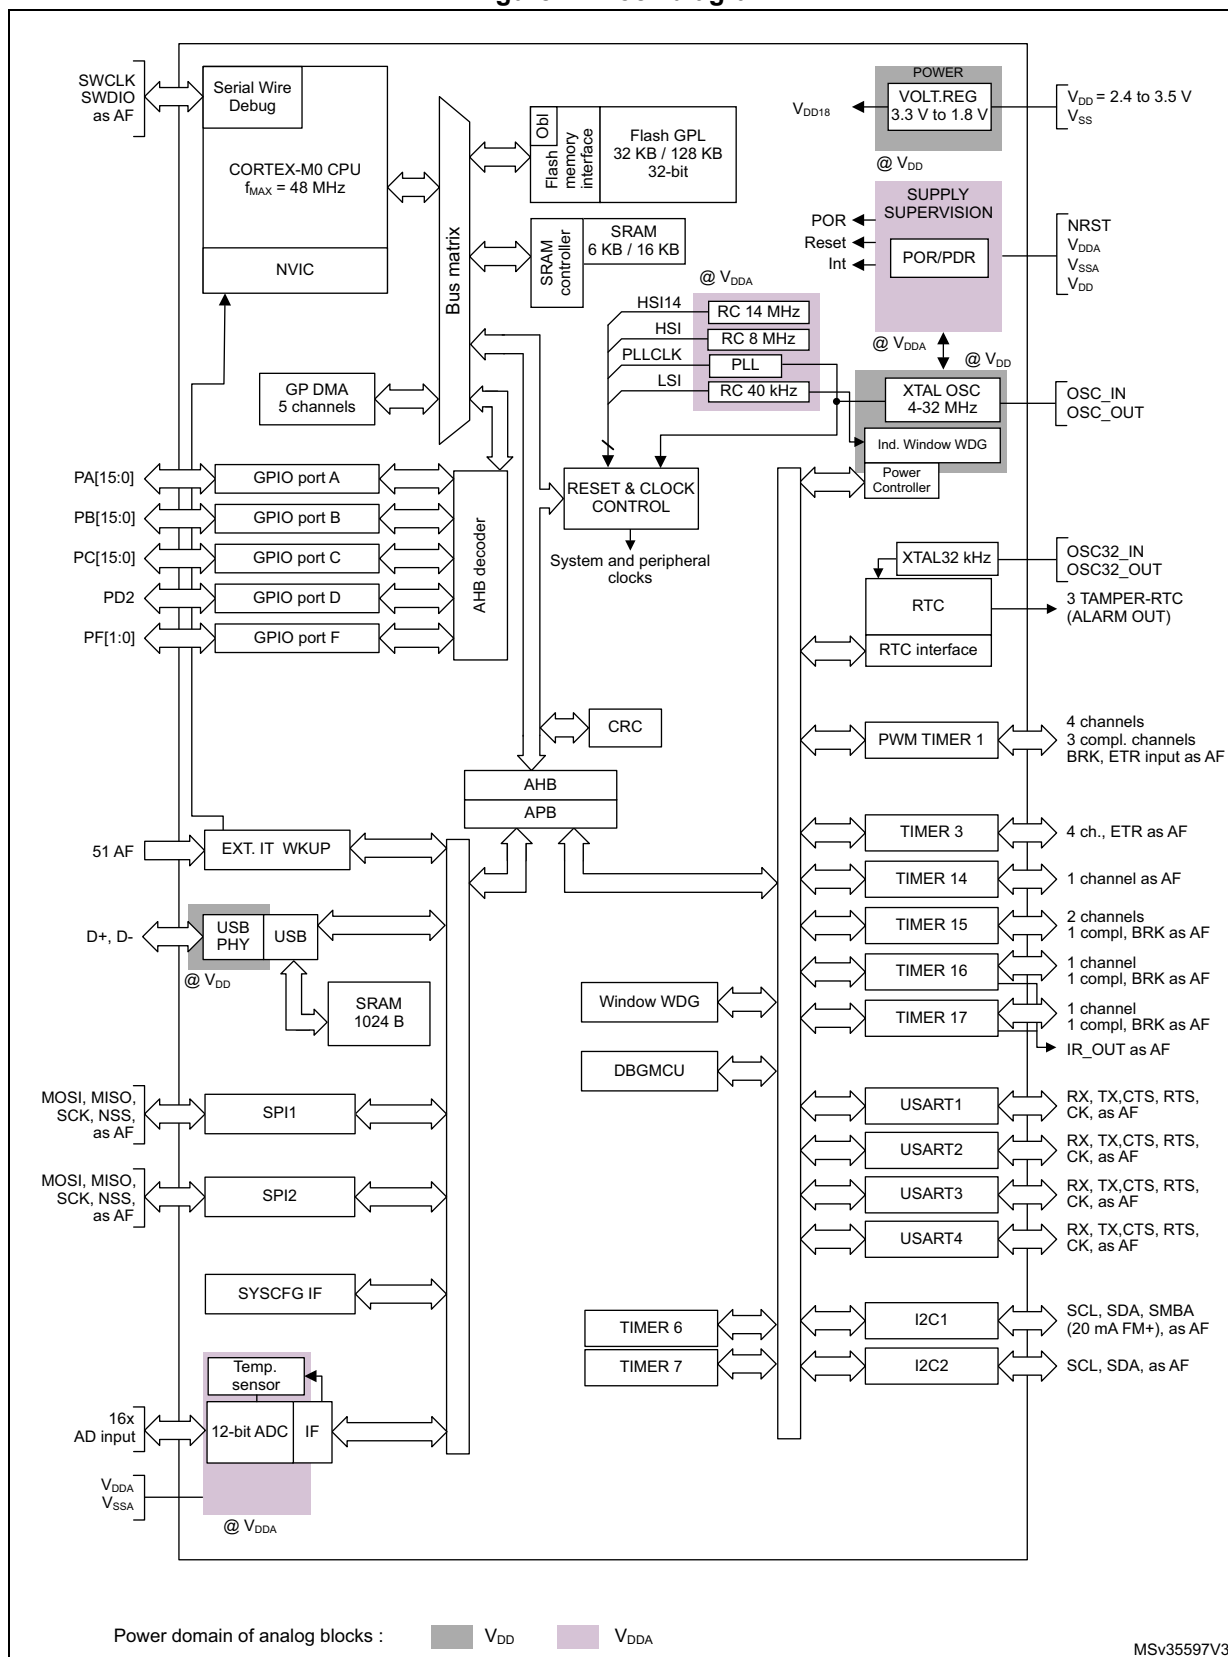 SWCLK
SWDIO
as AF
Serial Wire
Debug
CORTEX-M0 CPU
fMAX = 48 MHz
NVIC
Bus matrix
Obl
Flash
memory
interface
Flash GPL
32 KB / 128 KB
32-bit
SRAM
controller
SRAM
6 KB / 16 KB
POWER
VOLT.REG
3.3 V to 1.8 V
VDD18
VDD = 2.4 to 3.5 V
VSS
@ VDD
SUPPLY
SUPERVISION
POR
Reset
Int
POR/PDR
NRST
VDDA
VSSA
VDD
@ VDDA
@ VDDA
@ VDD
HSI14
RC 14 MHz
HSI
RC 8 MHz
PLLCLK
PLL
LSI
RC 40 kHz
XTAL OSC
4-32 MHz
OSC_IN
OSC_OUT
Ind. Window WDG
Power
Controller
GP DMA
5 channels
PA[15:0]
GPIO port A
PB[15:0]
GPIO port B
PC[15:0]
GPIO port C
PD2
GPIO port D
PF[1:0]
GPIO port F
AHB decoder
RESET & CLOCK
CONTROL
System and peripheral
clocks
XTAL32 kHz
OSC32_IN
OSC32_OUT
RTC
3 TAMPER-RTC
(ALARM OUT)
RTC interface
CRC
AHB
APB
PWM TIMER 1
4 channels
3 compl. channels
BRK, ETR input as AF
51 AF
EXT. IT WKUP
TIMER 3
4 ch., ETR as AF
TIMER 14
1 channel as AF
D+, D-
USB
PHY
USB
@ VDD
SRAM
1024 B
TIMER 15
2 channels
1 compl, BRK as AF
TIMER 16
1 channel
1 compl, BRK as AF
Window WDG
TIMER 17
1 channel
1 compl, BRK as AF
IR_OUT as AF
DBGMCU
MOSI, MISO,
SCK, NSS,
as AF
SPI1
USART1
RX, TX,CTS, RTS,
CK, as AF
USART2
RX, TX,CTS, RTS,
CK, as AF
MOSI, MISO,
SCK, NSS,
as AF
SPI2
USART3
RX, TX,CTS, RTS,
CK, as AF
USART4
RX, TX,CTS, RTS,
CK, as AF
SYSCFG IF
TIMER 6
TIMER 7
I2C1
SCL, SDA, SMBA
(20 mA FM+), as AF
I2C2
SCL, SDA, as AF
Temp.
sensor
16x
AD input
12-bit ADC
IF
VDDA
VSSA
@ VDDA
Power domain of analog blocks :
VDD
VDDA
MSv35597V3